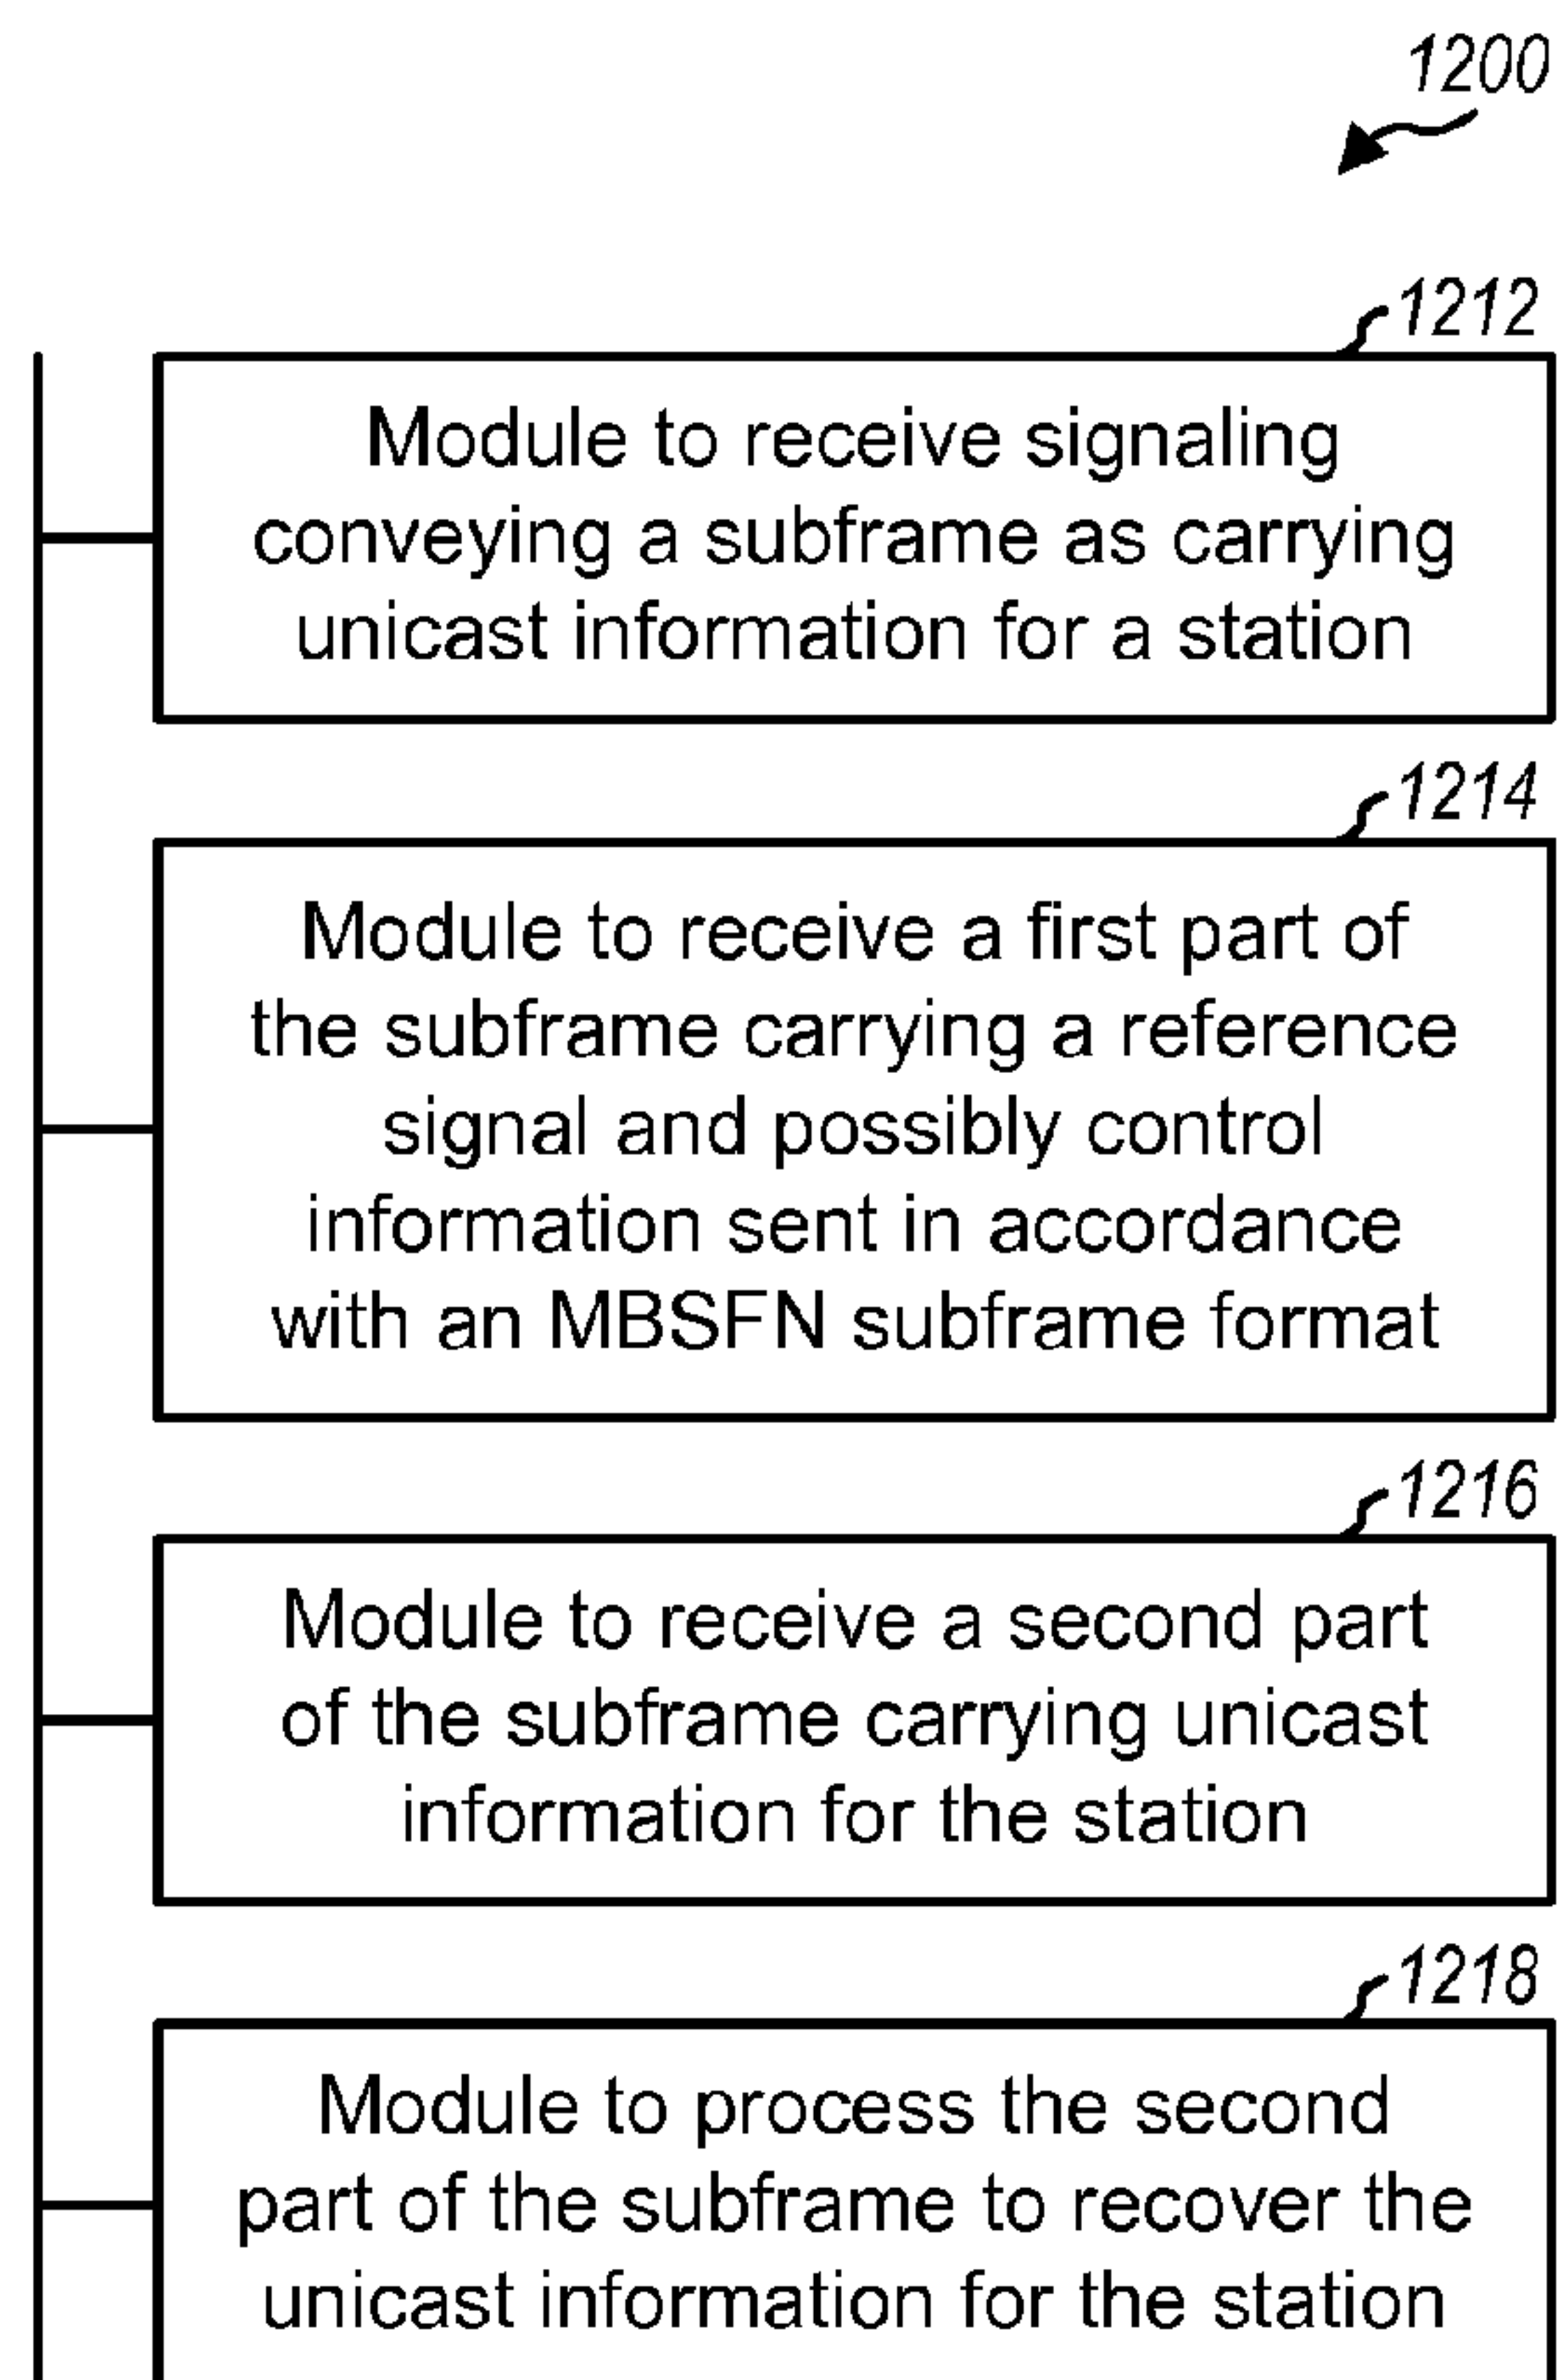 1200
1212
Module to receive signaling
conveying a subframe as carrying
unicast information for a station
1214
Module to receive a first part of
the subframe carrying a reference
signal and possibly control
information sent in accordance
with an MBSFN subframe format
1216
Module to receive a second part
of the subframe carrying unicast
information for the station
1218
Module to process the second
part of the subframe to recover the
unicast information for the station